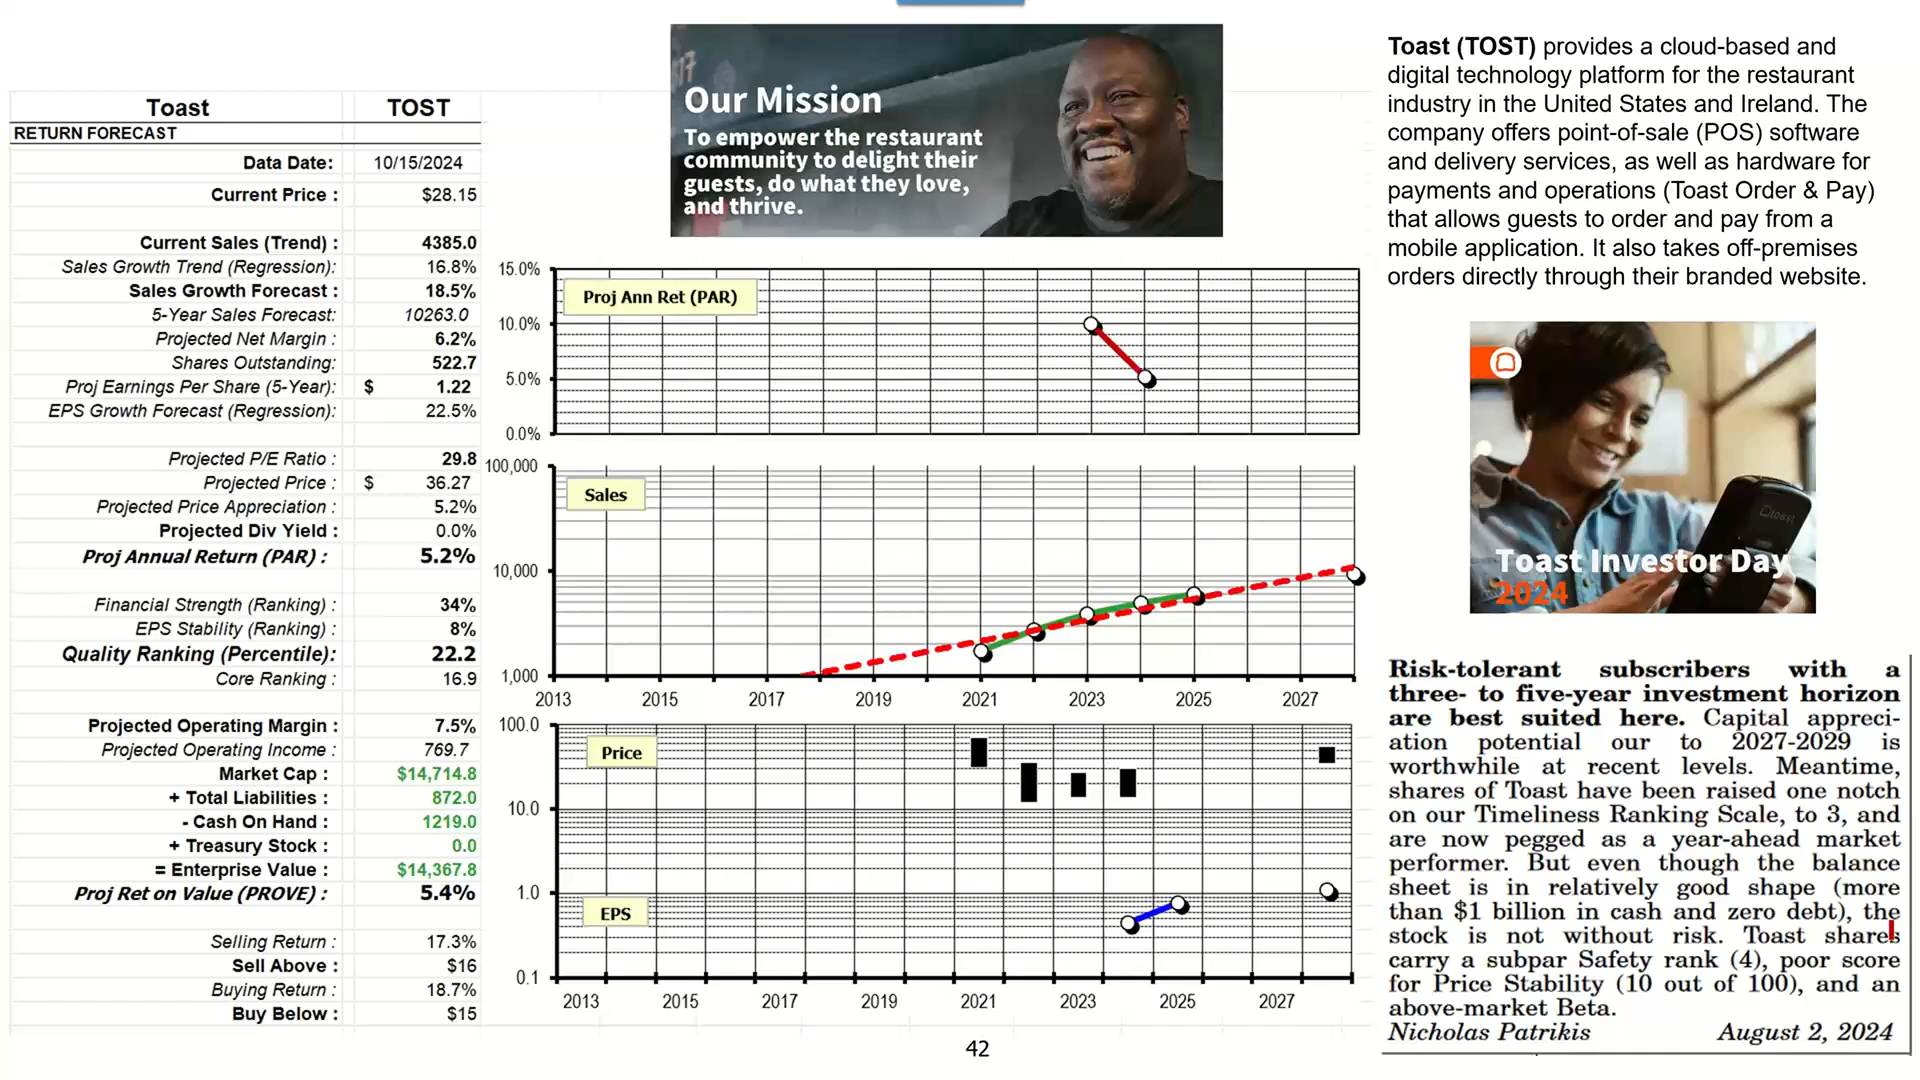 Toast TOST
RETURN FORECAST
Data Date: 10/15/2024
Current Price : $28.15
Current Sales (Trend) : 4385.0
Sales Growth Trend (Regression): 16.8%
Sales Growth Forecast : 18.5%
5-Year Sales Forecast: 10263.0
Projected Net Margin : 6.2%
Shares Outstanding: 522.7
Proj Earnings Per Share (5-Year): $ 1.22
EPS Growth Forecast (Regression): 22.5%
Projected P/E Ratio : 29.8
Projected Price : $ 36.27
Projected Price Appreciation : 5.2%
Projected Div Yield : 0.0%
Proj Annual Return (PAR) : 5.2%
Financial Strength (Ranking) : 34%
EPS Stability (Ranking) : 8%
Quality Ranking (Percentile): 22.2
Core Ranking : 16.9
Projected Operating Margin : 7.5%
Projected Operating Income : 769.7
Market Cap : $14,714.8
+ Total Liabilities : 872.0
- Cash On Hand : 1219.0
+ Treasury Stock : 0.0
= Enterprise Value : $14,367.8
Proj Ret on Value (PROVE) : 5.4%
Selling Return : 17.3%
Sell Above : $16
Buying Return : 18.7%
Buy Below : $15
Our Mission
To empower the restaurant
community to delight their
guests, do what they love,
and thrive.
15.0%
Proj Ann Ret (PAR)
10.0%
5.0%
0.0%
100,000
Sales
10,000
1,000
2013 2015 2017 2019 2021 2023 2025 2027
100.0
Price
10.0
1.0
EPS
0.1
2013 2015 2017 2019 2021 2023 2025 2027
42
Toast (TOST) provides a cloud-based and
digital technology platform for the restaurant
industry in the United States and Ireland. The
company offers point-of-sale (POS) software
and delivery services, as well as hardware for
payments and operations (Toast Order & Pay)
that allows guests to order and pay from a
mobile application. It also takes off-premises
orders directly through their branded website.
toast
Toast Investor Day
2024
Risk-tolerant subscribers with a
three- to five-year investment horizon
are best suited here. Capital appreci-
ation potential our to 2027-2029 is
worthwhile at recent levels. Meantime,
shares of Toast have been raised one notch
on our Timeliness Ranking Scale, to 3, and
are now pegged as a year-ahead market
performer. But even though the balance
sheet is in relatively good shape (more
than $1 billion in cash and zero debt), the
stock is not without risk. Toast shares
carry a subpar Safety rank (4), poor score
for Price Stability (10 out of 100), and an
above-market Beta.
Nicholas Patrikis August 2, 2024